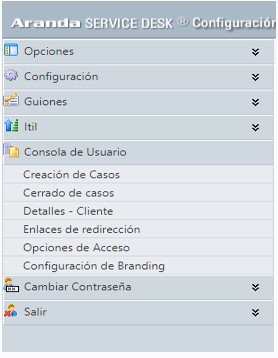 Aranda SERVICE DESK ® Configuración
Opciones
Configuración
Guiones
Itil
Consola de Usuario
Creación de Casos
Cerrado de casos
Detalles - Cliente
Enlaces de redirección
Opciones de Acceso
Configuración de Branding
Cambiar Contraseña
Salir